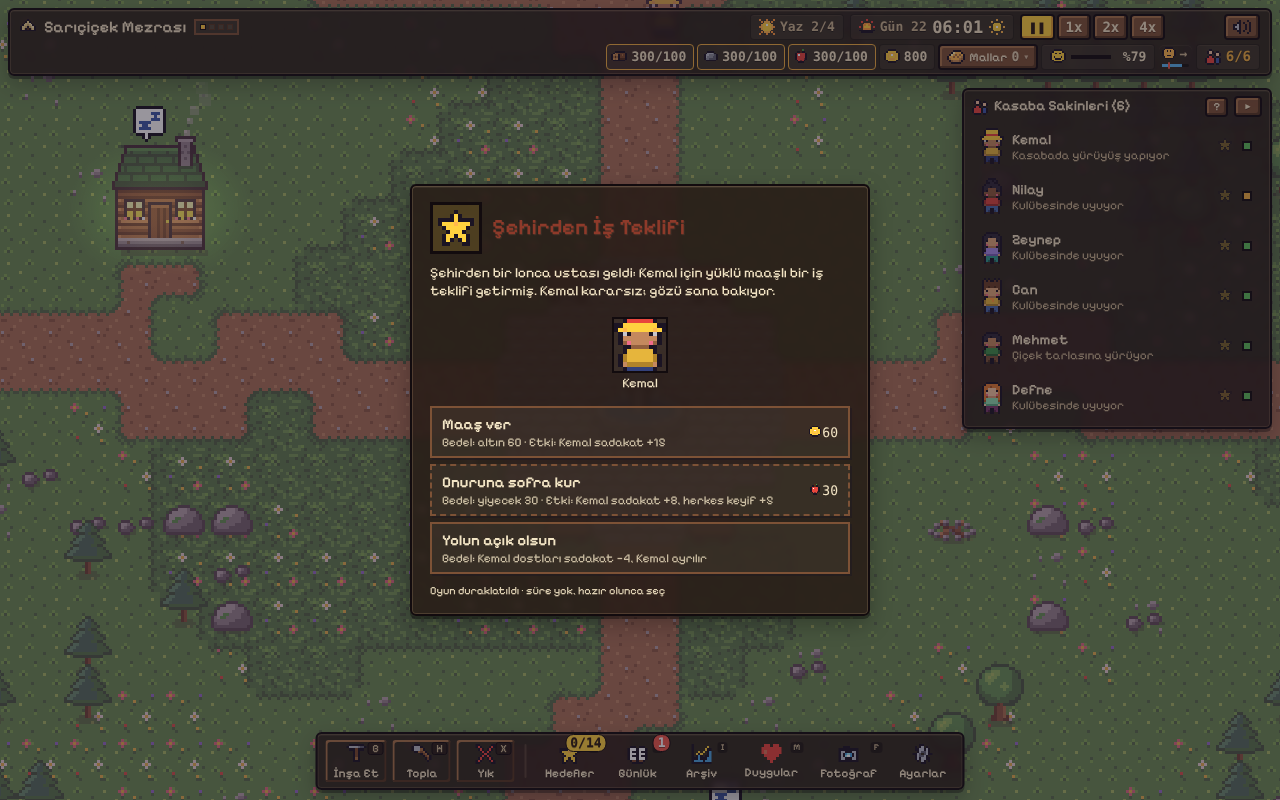 Sarıçiçek Mezrası
Yaz 2/4
Gün 22 06:01
1x
2x
4x
300/100
300/100
300/100
800
Mallar 0
%79
6/6
Kasaba Sakinleri (6)
?
Kemal
Kasabada yürüyüş yapıyor
Nilay
Kulübesinde uyuyor
Zeynep
Kulübesinde uyuyor
Can
Kulübesinde uyuyor
Mehmet
Çiçek tarlasına yürüyor
Defne
Kulübesinde uyuyor
Şehirden İş Teklifi
Şehirden bir lonca ustası geldi: Kemal için yüklü maaşlı bir iş
teklifi getirmiş. Kemal kararsız; gözü sana bakıyor.
Kemal
Maaş ver
Bedel: altın 60 · Etki: Kemal sadakat +15
60
Onuruna sofra kur
Bedel: yiyecek 30 · Etki: Kemal sadakat +8, herkes keyif +5
30
Yolun açık olsun
Bedel: Kemal dostları sadakat -4, Kemal ayrılır
Oyun duraklatıldı · süre yok, hazır olunca seç
İnşa Et B
Topla H
Yık X
Hedefler 0/14
Günlük 1
Arşiv I
Duygular M
Fotoğraf F
Ayarlar